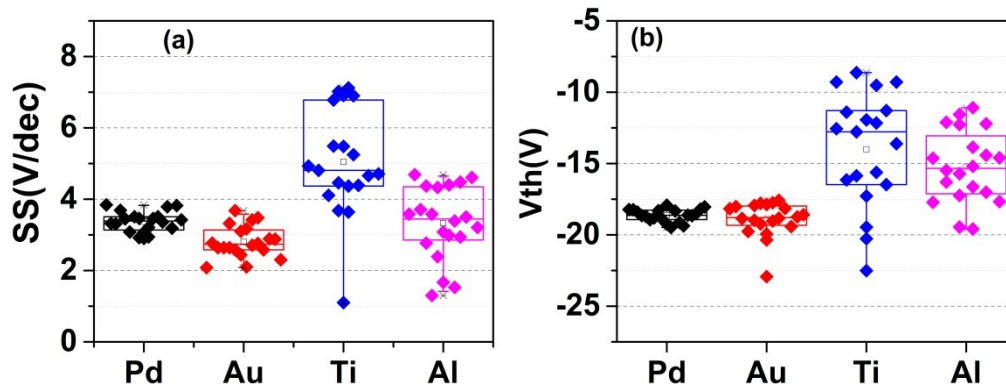 (a)
SS(V/dec)
8
6
4
2
0
Pd Au Ti Al
(b)
Vth(V)
-5
-10
-15
-20
-25
Pd Au Ti Al